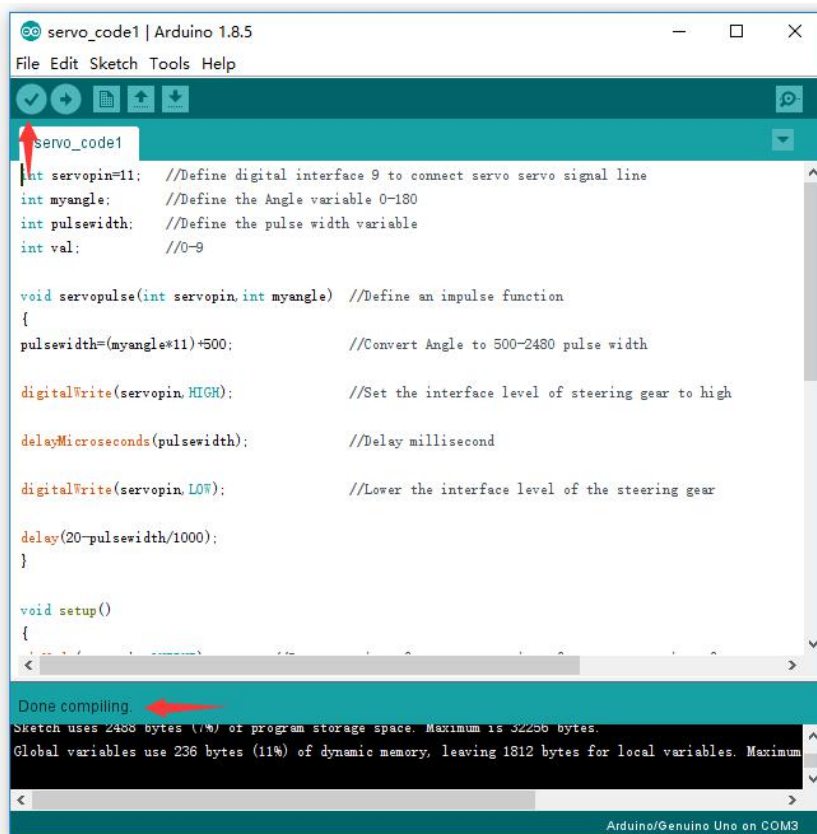 servo_code1 | Arduino 1.8.5
File Edit Sketch Tools Help
servo_code1
int servopin=11; //Define digital interface 9 to connect servo servo signal line
int myangle; //Define the Angle variable 0-180
int pulsewidth; //Define the pulse width variable
int val; //0-9
void servopulse(int servopin,int myangle) //Define an impulse function
{
pulsewidth=(myangle*11)+500; //Convert Angle to 500-2480 pulse width
digitalWrite(servopin,HIGH); //Set the interface level of steering gear to high
delayMicroseconds(pulsewidth); //Delay millisecond
digitalWrite(servopin,LOW); //Lower the interface level of the steering gear
delay(20-pulsewidth/1000);
}
void setup()
{
Done compiling.
Sketch uses 2488 bytes (7%) of program storage space. Maximum is 32256 bytes.
Global variables use 236 bytes (11%) of dynamic memory, leaving 1812 bytes for local variables. Maximum
Arduino/Genuino Uno on COM3